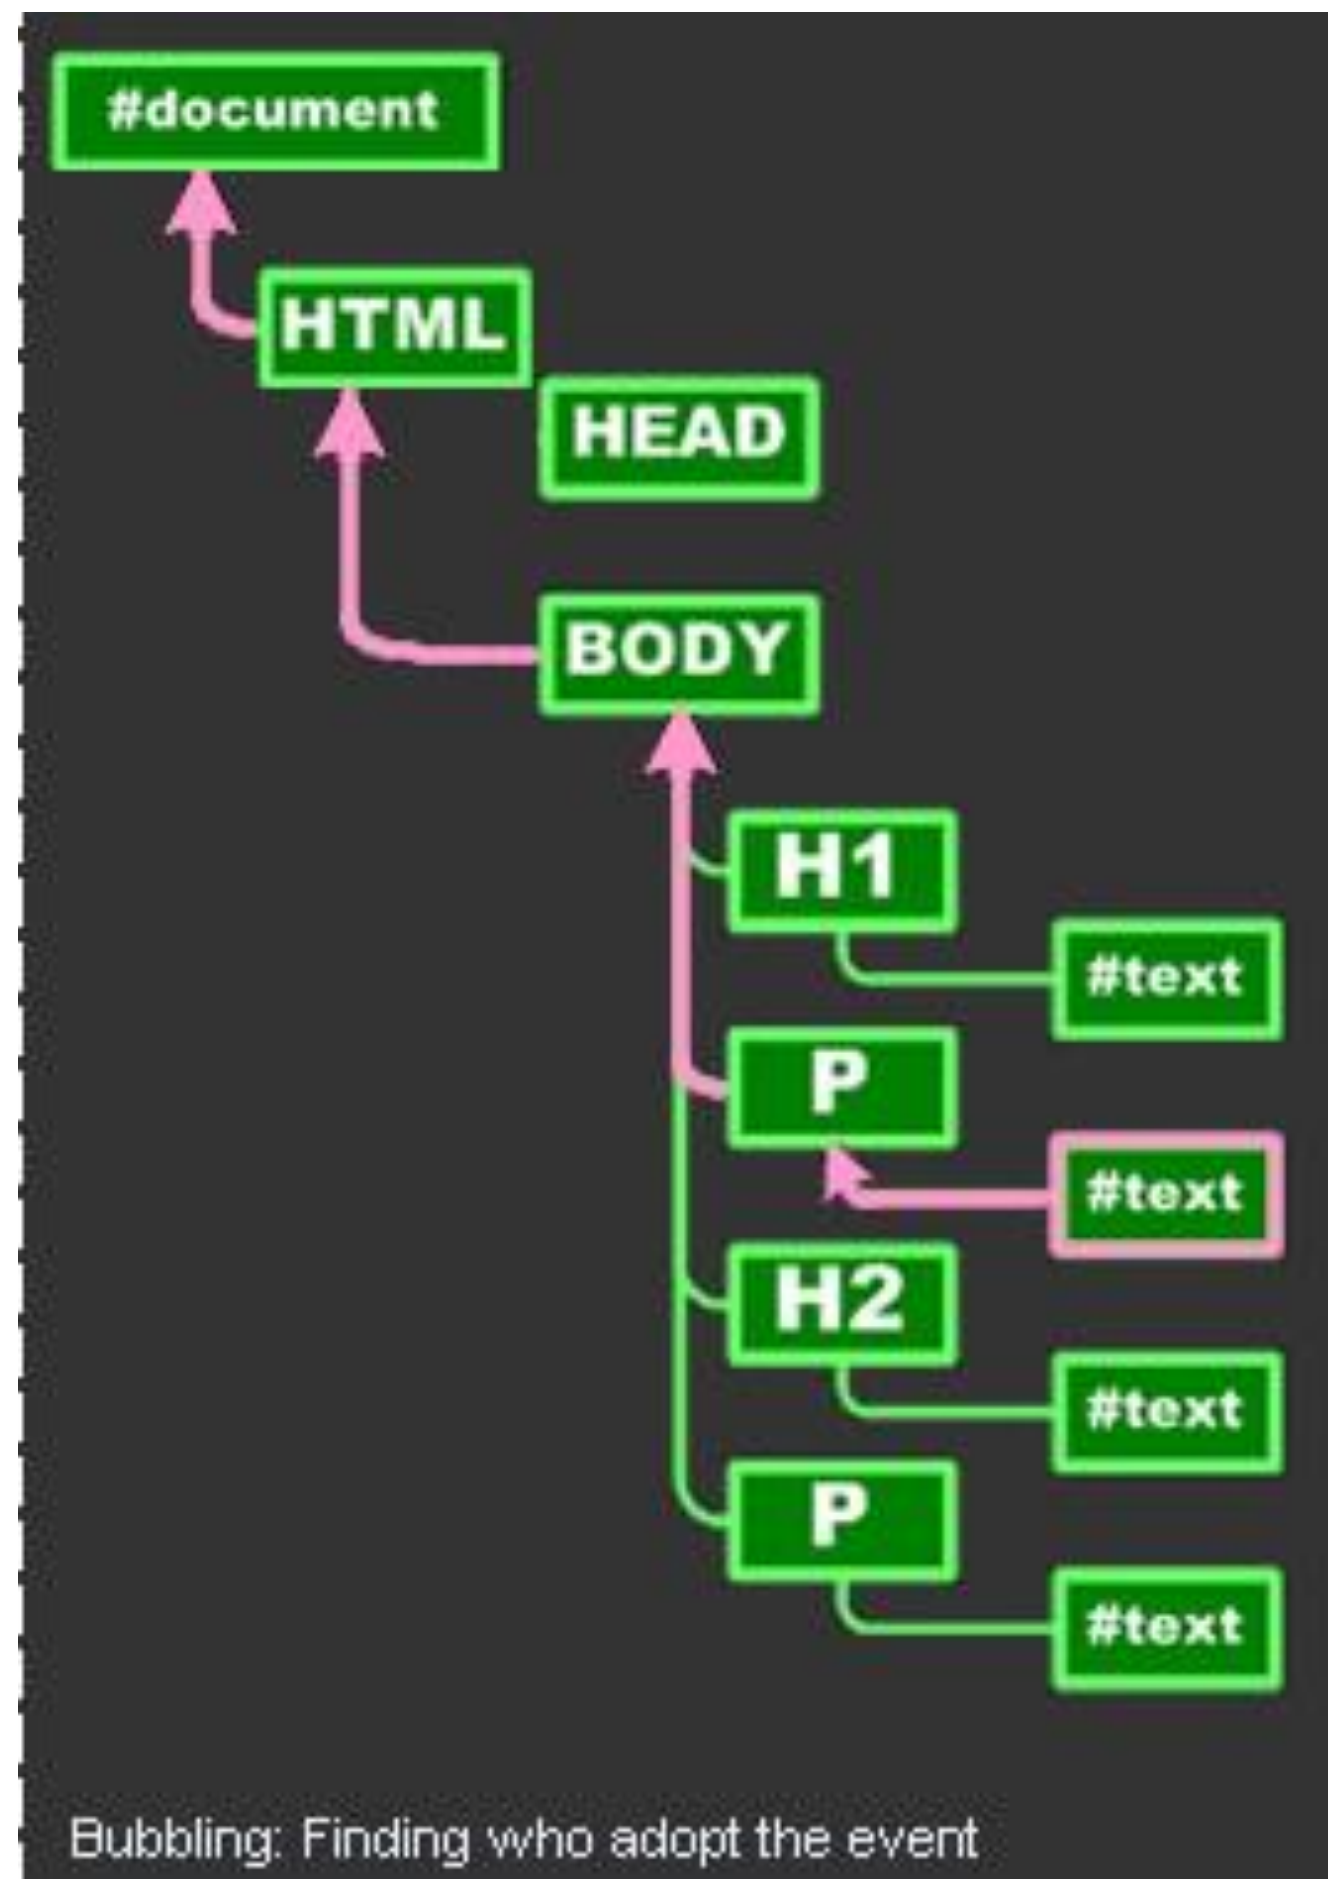 #document
HTML
HEAD
BODY
H1
#text
P
#text
H2
#text
P
#text
Bubbling: Finding who adopt the event